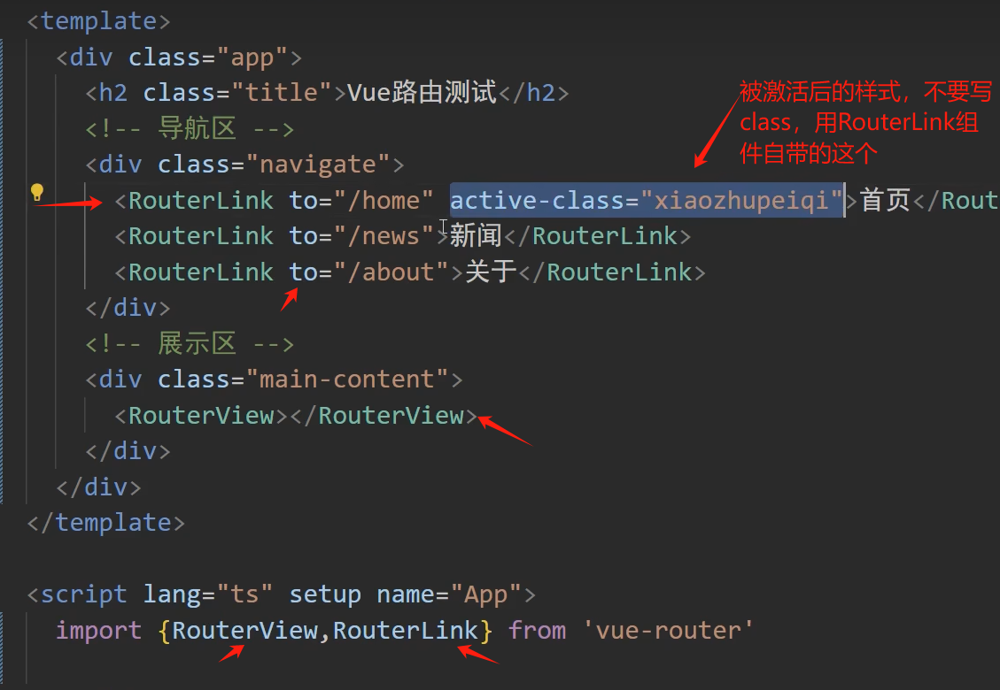 <template>
<div class="app">
<h2 class="title">Vue路由测试</h2>
<!-- 导航区 -->
<div class="navigate">
<RouterLink to="/home" active-class="xiaozhupeiqi">首页</Rout
<RouterLink to="/news">新闻</RouterLink>
<RouterLink to="/about">关于</RouterLink>
</div>
<!-- 展示区 -->
<div class="main-content">
<RouterView></RouterView>
</div>
</div>
</template>
<script lang="ts" setup name="App">
import {RouterView,RouterLink} from 'vue-router'
被激活后的样式，不要写
class，用RouterLink组
件自带的这个